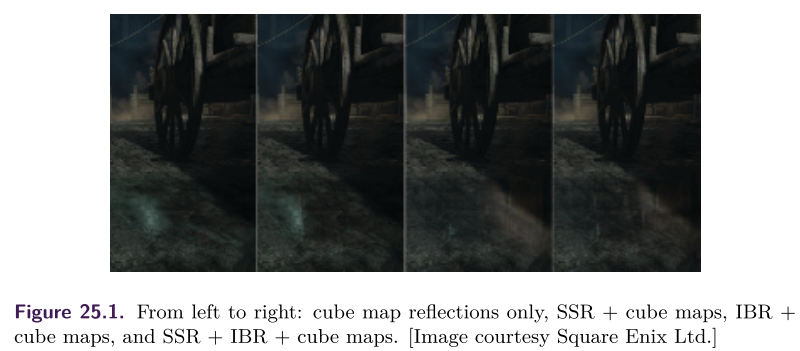 Figure 25.1. From left to right: cube map reflections only, SSR + cube maps, IBR +
cube maps, and SSR + IBR + cube maps. [Image courtesy Square Enix Ltd.]